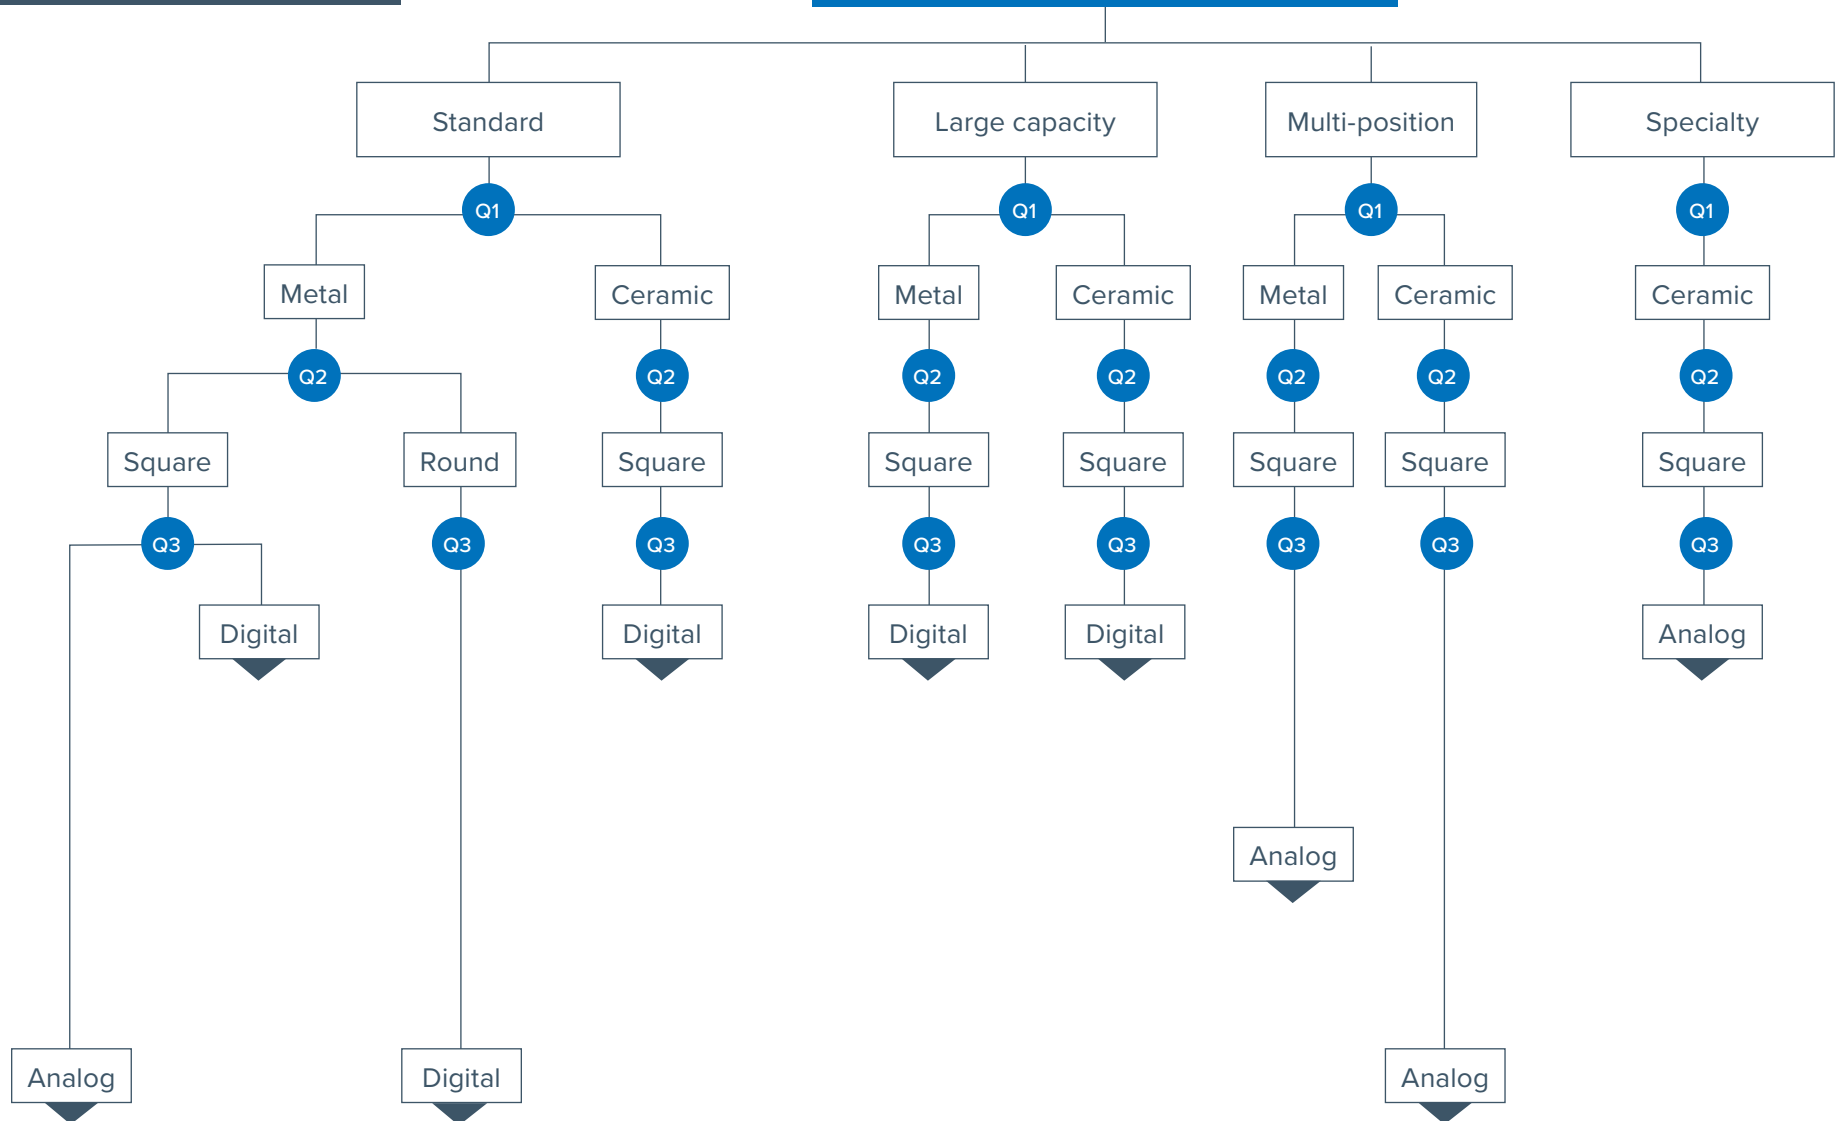 Standard
Large capacity
Multi-position
Specialty
Q1
Q1
Q1
Q1
Metal
Ceramic
Metal
Ceramic
Metal
Ceramic
Ceramic
Q2
Q2
Q2
Q2
Q2
Q2
Q2
Square
Round
Square
Square
Square
Square
Square
Square
Q3
Q3
Q3
Q3
Q3
Q3
Q3
Q3
Digital
Digital
Digital
Digital
Analog
Analog
Analog
Digital
Analog